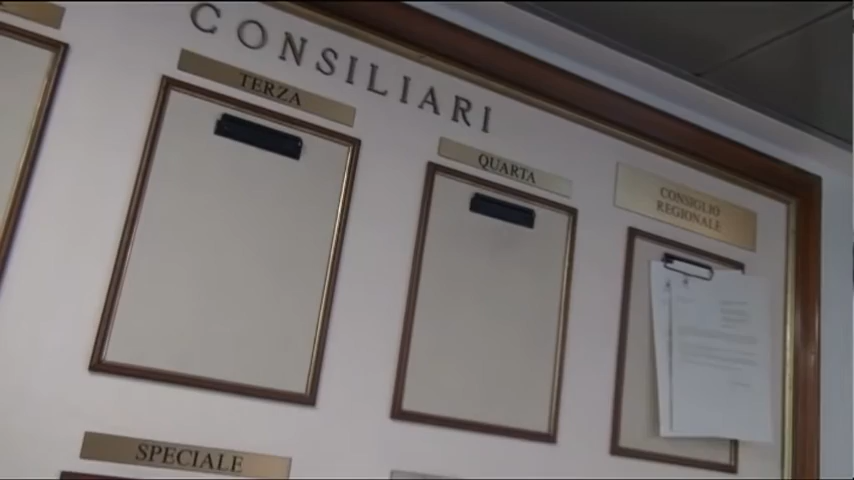 CONSILIARI
TERZA
QUARTA
CONSIGLIO
REGIONALE
SPECIALE